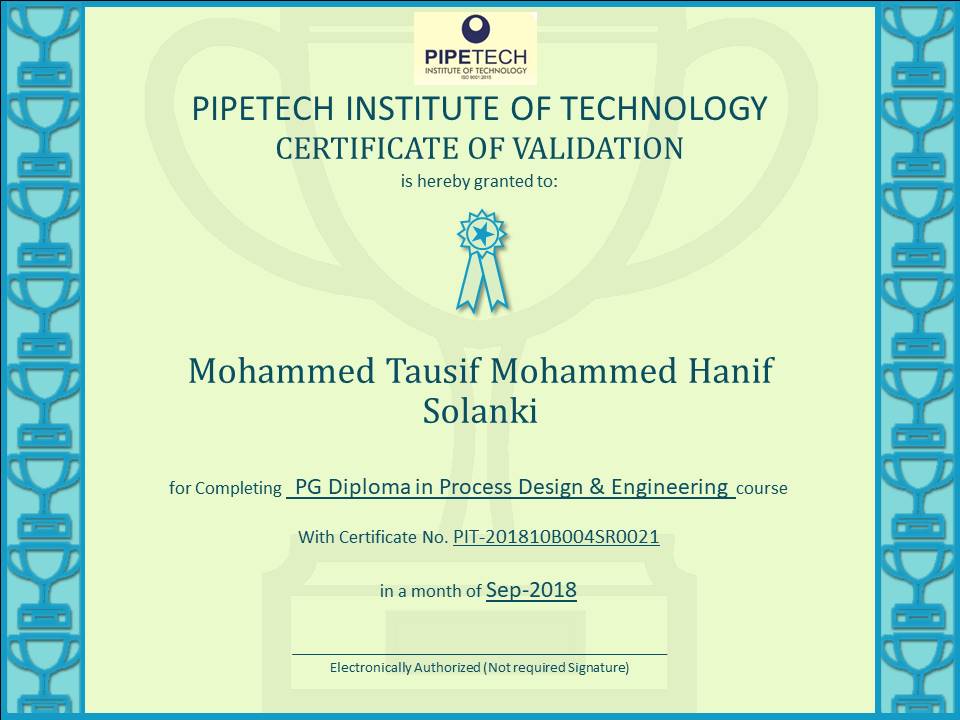 PIPETECH
INSTITUTE OF TECHNOLOGY
ISO 9001:2015
PIPETECH INSTITUTE OF TECHNOLOGY
CERTIFICATE OF VALIDATION
is hereby granted to:
Mohammed Tausif Mohammed Hanif
Solanki
for Completing PG Diploma in Process Design & Engineering course
With Certificate No. PIT-201810B004SR0021
in a month of Sep-2018
Electronically Authorized (Not required Signature)